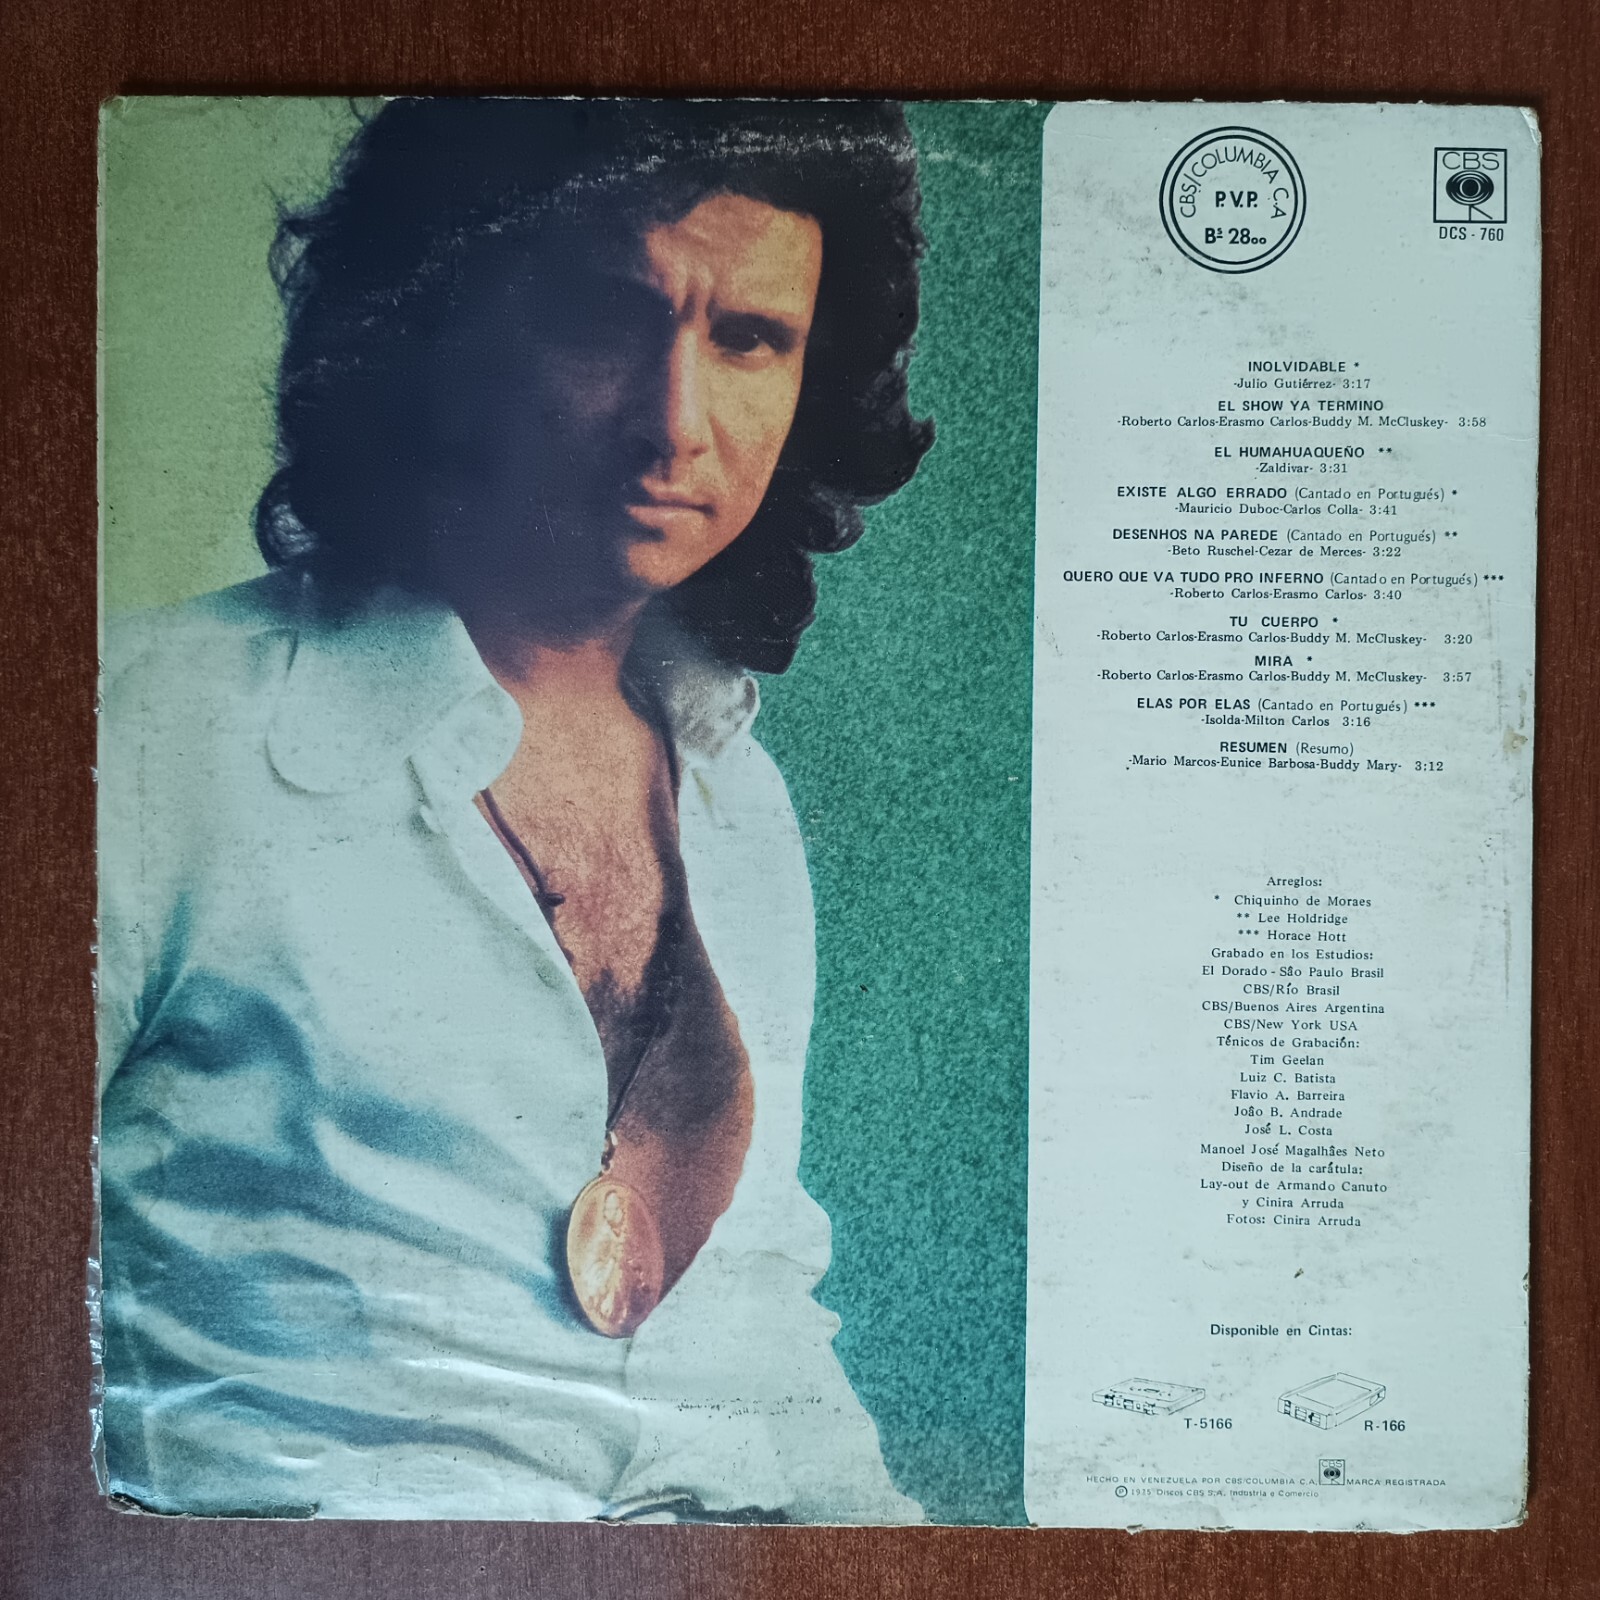 CBS/COLUMBIA C.A
P.V.P.
Bs 28oo
CBS
DCS - 760
INOLVIDABLE *
-Julio Gutiérrez- 3:17
EL SHOW YA TERMINO
-Roberto Carlos-Erasmo Carlos-Buddy M. McCluskey- 3:58
EL HUMAHUAQUEÑO **
-Zaldivar- 3:31
EXISTE ALGO ERRADO (Cantado en Portugués) *
-Mauricio Duboc-Carlos Colla- 3:41
DESENHOS NA PAREDE (Cantado en Portugués) **
-Beto Ruschel-Cezar de Merces- 3:22
QUERO QUE VA TUDO PRO INFERNO (Cantado en Portugués) ***
-Roberto Carlos-Erasmo Carlos- 3:40
TU CUERPO *
-Roberto Carlos-Erasmo Carlos-Buddy M. McCluskey- 3:20
MIRA *
-Roberto Carlos-Erasmo Carlos-Buddy M. McCluskey- 3:57
ELAS POR ELAS (Cantado en Portugués) ***
-Isolda-Milton Carlos 3:16
RESUMEN (Resumo)
-Mario Marcos-Eunice Barbosa-Buddy Mary- 3:12
Arreglos:
* Chiquinho de Moraes
** Lee Holdridge
*** Horace Hott
Grabado en los Estudios:
El Dorado - São Paulo Brasil
CBS/Río Brasil
CBS/Buenos Aires Argentina
CBS/New York USA
Ténicos de Grabación:
Tim Geelan
Luiz C. Batista
Flavio A. Barreira
João B. Andrade
José L. Costa
Manoel José Magalhães Neto
Diseño de la carátula:
Lay-out de Armando Canuto
y Cinira Arruda
Fotos: Cinira Arruda
Disponible en Cintas:
T-5166
R-166
HECHO EN VENEZUELA POR CBS/COLUMBIA C.A. CBS MARCA REGISTRADA
Ⓟ 1975 Discos CBS S.A. Industria e Comercio